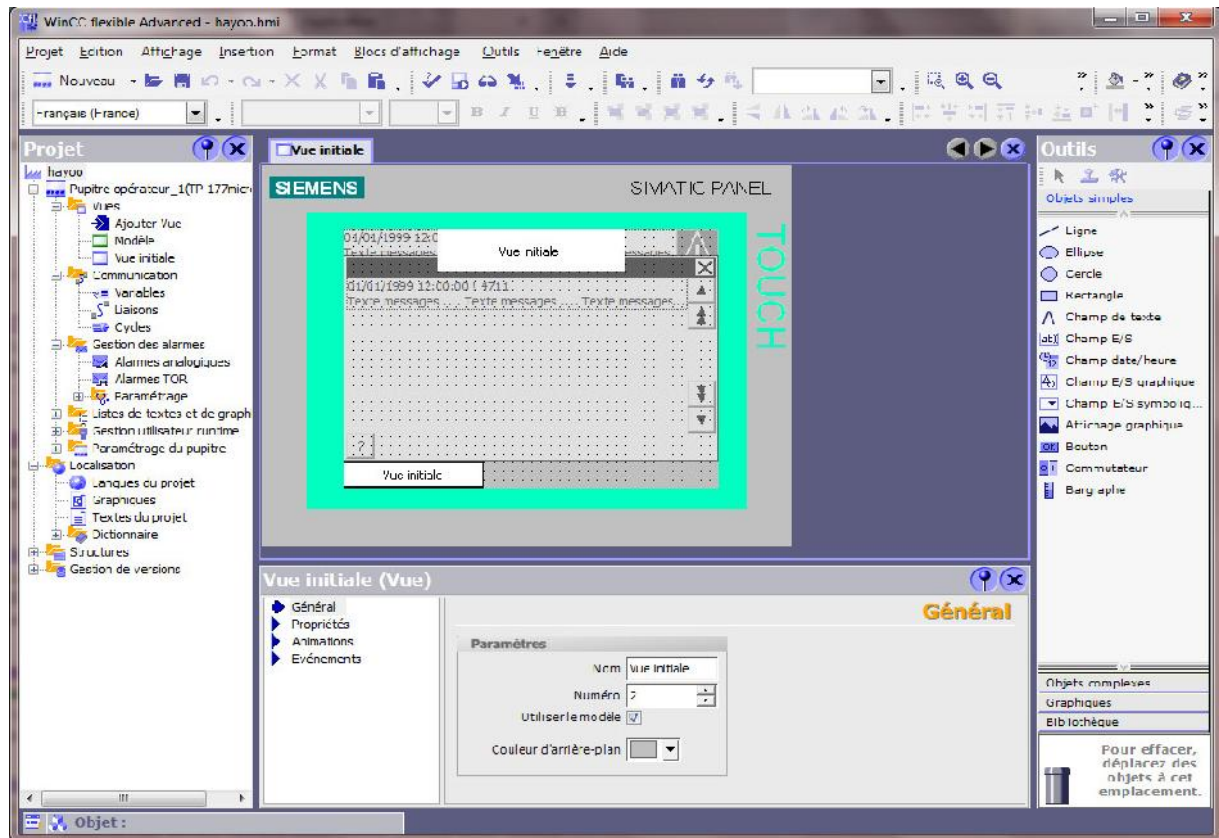 WinCC flexible Advanced - hayoo.hmi
Projet Edition Affichage Insertion Format Blocs d'affichage Outils Fenêtre Aide
Nouveau
Français (France)
B I U
Projet
hayoo
Pupitre opérateur_1(TP 177micr
Vues
Ajouter Vue
Modèle
Vue initiale
Communication
Variables
Liaisons
Cycles
Gestion des alarmes
Alarmes analogiques
Alarmes TOR
Paramétrage
Listes de textes et de graph
Gestion utilisateur runtime
Paramétrage du pupitre
Localisation
Langues du projet
Graphiques
Textes du projet
Dictionnaire
Structures
Gestion de versions
Vue initiale
SIEMENS
SIMATIC PANEL
TOUCH
01/01/1999 12:0
Vue initiale
Texte messages
01/01/1999 12:00:00 ( 4711
Texte messages ... Texte messages ... Texte messages..
?
Vue initiale
Vue initiale (Vue)
Général
Propriétés
Animations
Evénements
Général
Paramètres
Nom Vue initiale
Numéro 2
Utiliser le modèle
Couleur d'arrière-plan
Outils
Objets simples
Ligne
Ellipse
Cercle
Rectangle
Champ de texte
Champ E/S
Champ date/heure
Champ E/S graphique
Champ E/S symboliq...
Affichage graphique
Bouton
Commutateur
Bargraphe
Objets complexes
Graphiques
Bibliothèque
Pour effacer,
déplacez des
objets à cet
emplacement.
Objet :